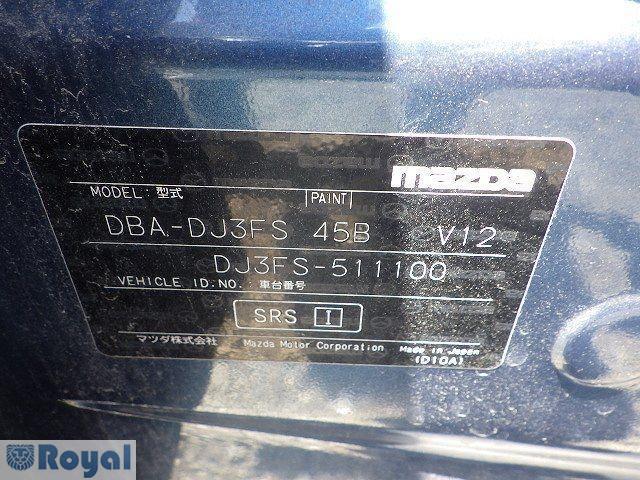 mazda
MODEL: 型式 PAINT
DBA-DJ3FS 45B V12
DJ3FS-511100
VEHICLE ID:NO.: 車台番号
SRS I
マツダ株式会社 Mazda Motor Corporation Made in Japan
(D10A)
Royal